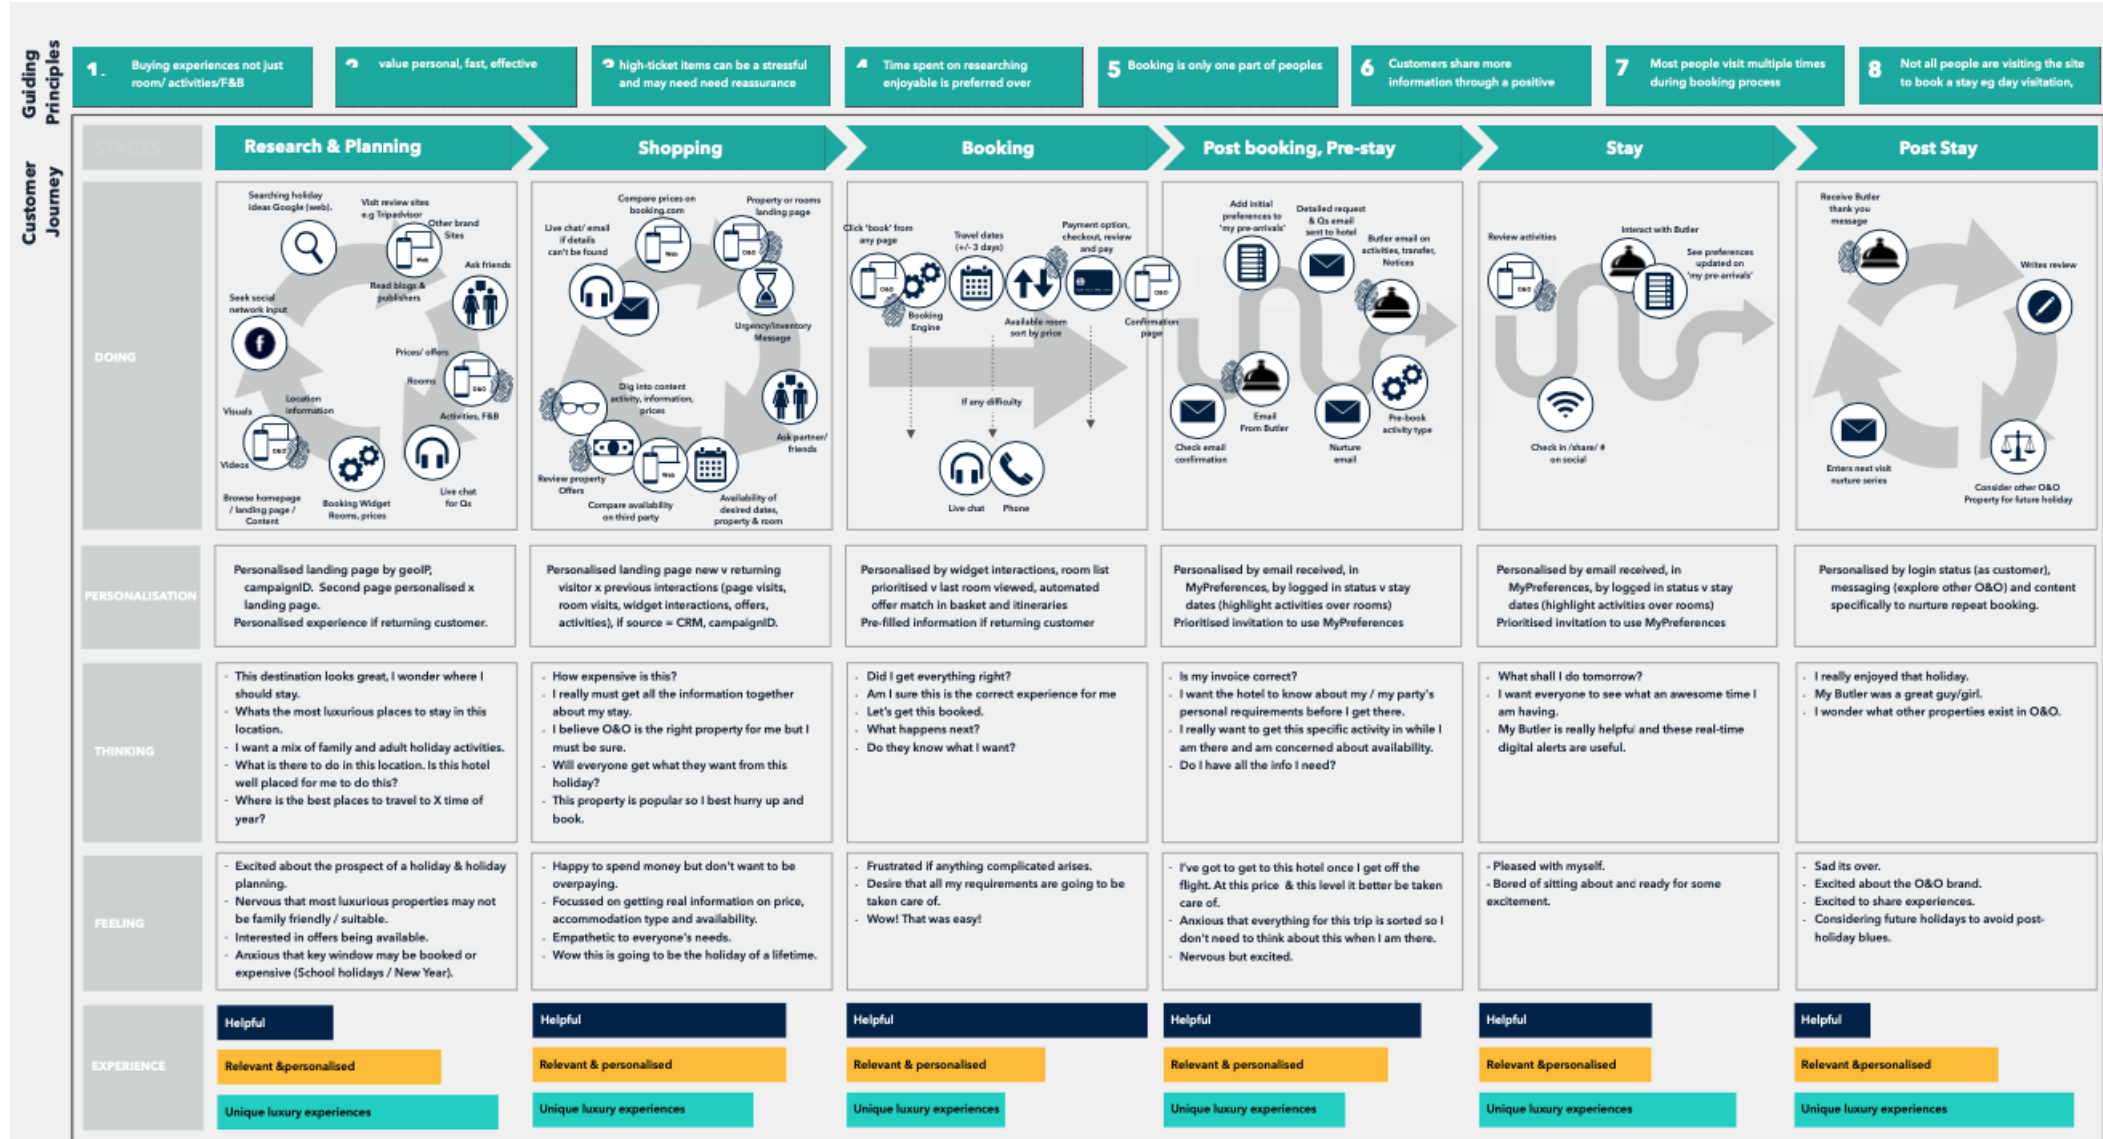 Guiding
Principles
1.
Buying experiences not just
room/ activities/F&B
value personal, fast, effective
high-ticket items can be a stressful
and may need need reassurance
Time spent on researching
enjoyable is preferred over
5
Booking is only one part of peoples
6
Customers share more
information through a positive
7
Most people visit multiple times
during booking process
8
Not all people are visiting the site
to book a stay eg day visitation,
Customer
Journey
STAGES
Research & Planning
Shopping
Booking
Post booking, Pre-stay
Stay
Post Stay
DOING
Searching holiday
ideas Google (web).
Visit review sites
e.g Tripadvisor
Other brand
Sites
Web
Read blogs &
publishers
Ask friends
Seek social
network input
f
Prices/ offers
Rooms
O&O
Activities, F&B
Location
information
Visuals
O&O
Videos
Browse homepage
/ landing page /
Content
Booking Widget
Rooms, prices
Live chat
for Qs
Compare prices on
booking.com
Web
Property or rooms
landing page
O&O
Live chat/ email
if details
can't be found
Urgency/inventory
Message
Dig into content
activity, information,
prices
Ask partner/
friends
Review property
Offers
Web
Compare availability
on third party
Availability of
desired dates,
property & room
Click 'book' from
any page
O&O
Booking
Engine
Travel dates
(+/- 3 days)
Available room
sort by price
Payment option,
checkout, review
and pay
O&O
Confirmation
page
If any difficulty
Live chat
Phone
Add initial
preferences to
'my pre-arrivals'
Detailed request
& Qs email
sent to hotel
Butler email on
activities, transfer,
Notices
Check email
confirmation
Email
From Butler
Nurture
email
Pre-book
activity type
Review activities
O&O
Interact with Butler
See preferences
updated on
'my pre-arrivals'
Check in /share/ #
on social
Receive Butler
thank you
message
Writes review
Enters next visit
nurture series
Consider other O&O
Property for future holiday
PERSONALISATION
Personalised landing page by geoIP,
campaignID. Second page personalised x
landing page.
Personalised experience if returning customer.
Personalised landing page new v returning
visitor x previous interactions (page visits,
room visits, widget interactions, offers,
activities), if source = CRM, campaignID.
Personalised by widget interactions, room list
prioritised v last room viewed, automated
offer match in basket and itineraries
Pre-filled information if returning customer
Personalised by email received, in
MyPreferences, by logged in status v stay
dates (highlight activities over rooms)
Prioritised invitation to use MyPreferences
Personalised by email received, in
MyPreferences, by logged in status v stay
dates (highlight activities over rooms)
Prioritised invitation to use MyPreferences
Personalised by login status (as customer),
messaging (explore other O&O) and content
specifically to nurture repeat booking.
THINKING
- This destination looks great, I wonder where I
should stay.
- Whats the most luxurious places to stay in this
location.
- I want a mix of family and adult holiday activities.
- What is there to do in this location. Is this hotel
well placed for me to do this?
- Where is the best places to travel to X time of
year?
- How expensive is this?
- I really must get all the information together
about my stay.
- I believe O&O is the right property for me but I
must be sure.
- Will everyone get what they want from this
holiday?
- This property is popular so I best hurry up and
book.
- Did I get everything right?
- Am I sure this is the correct experience for me
- Let's get this booked.
- What happens next?
- Do they know what I want?
- Is my invoice correct?
- I want the hotel to know about my / my party's
personal requirements before I get there.
- I really want to get this specific activity in while I
am there and am concerned about availability.
- Do I have all the info I need?
- What shall I do tomorrow?
- I want everyone to see what an awesome time I
am having.
- My Butler is really helpful and these real-time
digital alerts are useful.
- I really enjoyed that holiday.
- My Butler was a great guy/girl.
- I wonder what other properties exist in O&O.
FEELING
- Excited about the prospect of a holiday & holiday
planning.
- Nervous that most luxurious properties may not
be family friendly / suitable.
- Interested in offers being available.
- Anxious that key window may be booked or
expensive (School holidays / New Year).
- Happy to spend money but don't want to be
overpaying.
- Focussed on getting real information on price,
accommodation type and availability.
- Empathetic to everyone's needs.
- Wow this is going to be the holiday of a lifetime.
- Frustrated if anything complicated arises.
- Desire that all my requirements are going to be
taken care of.
- Wow! That was easy!
- I've got to get to this hotel once I get off the
flight. At this price & this level it better be taken
care of.
- Anxious that everything for this trip is sorted so I
don't need to think about this when I am there.
- Nervous but excited.
- Pleased with myself.
- Bored of sitting about and ready for some
excitement.
- Sad its over.
- Excited about the O&O brand.
- Excited to share experiences.
- Considering future holidays to avoid post-
holiday blues.
EXPERIENCE
Helpful
Relevant &personalised
Unique luxury experiences
Helpful
Relevant & personalised
Unique luxury experiences
Helpful
Relevant & personalised
Unique luxury experiences
Helpful
Relevant & personalised
Unique luxury experiences
Helpful
Relevant &personalised
Unique luxury experiences
Helpful
Relevant &personalised
Unique luxury experiences